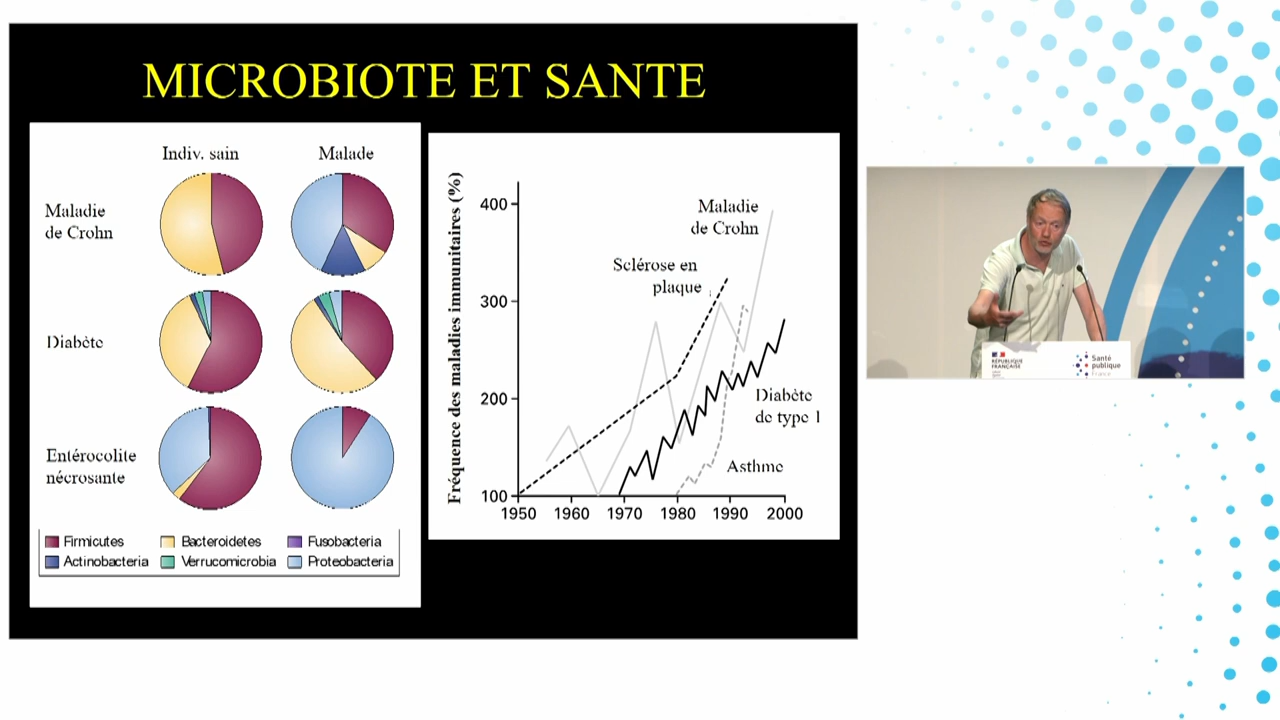 MICROBIOTE ET SANTE
Indiv. sain
Malade
Maladie
de Crohn
Diabète
Entérocolite
nécrosante
Firmicutes
Bacteroidetes
Fusobacteria
Actinobacteria
Verrucomicrobia
Proteobacteria
Fréquence des maladies immunitaires (%)
400
300
200
100
1950
1960
1970
1980
1990
2000
Maladie
de Crohn
Sclérose en
plaque
Diabète
de type 1
Asthme
RÉPUBLIQUE
FRANÇAISE
Santé
publique
France